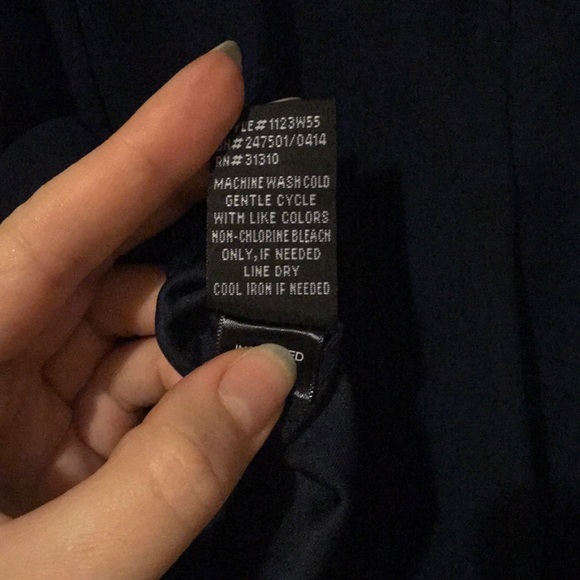 LE# 1123W55
# 247501/0414
RN# 31310
MACHINE WASH COLD
GENTLE CYCLE
WITH LIKE COLORS
NON-CHLORINE BLEACH
ONLY, IF NEEDED
LINE DRY
COOL IRON IF NEEDED